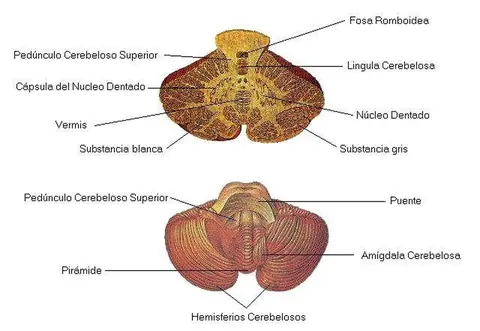 Fosa Romboidea
Pedúnculo Cerebeloso Superior
Lingula Cerebelosa
Cápsula del Nucleo Dentado
Núcleo Dentado
Vermis
Substancia blanca
Substancia gris
Pedúnculo Cerebeloso Superior
Puente
Amígdala Cerebelosa
Pirámide
Hemisferios Cerebelosos